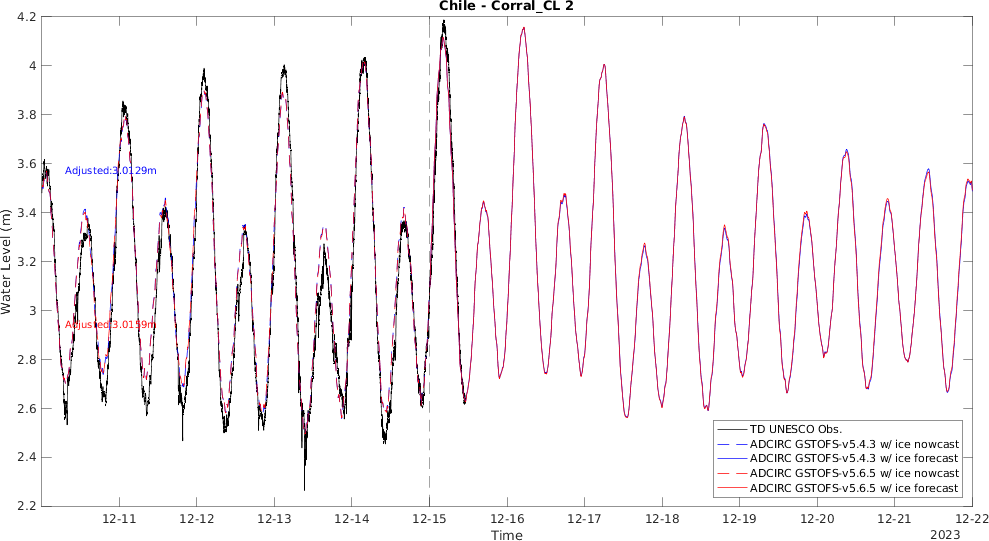 Chile - Corral_CL 2
4.2
4
3.8
3.6
3.4
3.2
3
2.8
2.6
2.4
2.2
Water Level (m)
Adjusted:3.0129m
Adjusted:3.0159m
TD UNESCO Obs.
ADCIRC GSTOFS-v5.4.3 w/ ice nowcast
ADCIRC GSTOFS-v5.4.3 w/ ice forecast
ADCIRC GSTOFS-v5.6.5 w/ ice nowcast
ADCIRC GSTOFS-v5.6.5 w/ ice forecast
12-11 12-12 12-13 12-14 12-15 12-16 12-17 12-18 12-19 12-20 12-21 12-22
Time
2023